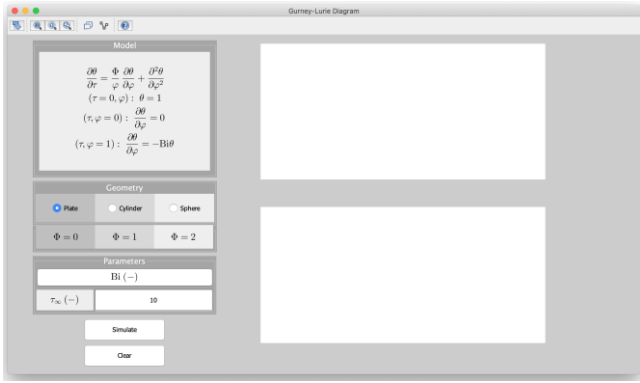 Gurney-Lurie Diagram
Model
∂θ/∂τ = Φ/φ ∂θ/∂φ + ∂²θ/∂φ²
(τ = 0, φ) : θ = 1
(τ, φ = 0) : ∂θ/∂φ = 0
(τ, φ = 1) : ∂θ/∂φ = −Biθ
Geometry
Plate Cylinder Sphere
Φ = 0 Φ = 1 Φ = 2
Parameters
Bi (−)
τ∞ (−) 10
Simulate
Clear